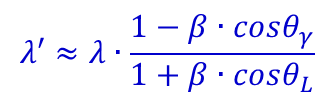 λ′ ≈ λ · (1 − β · cosθ_γ) / (1 + β · cosθ_L)